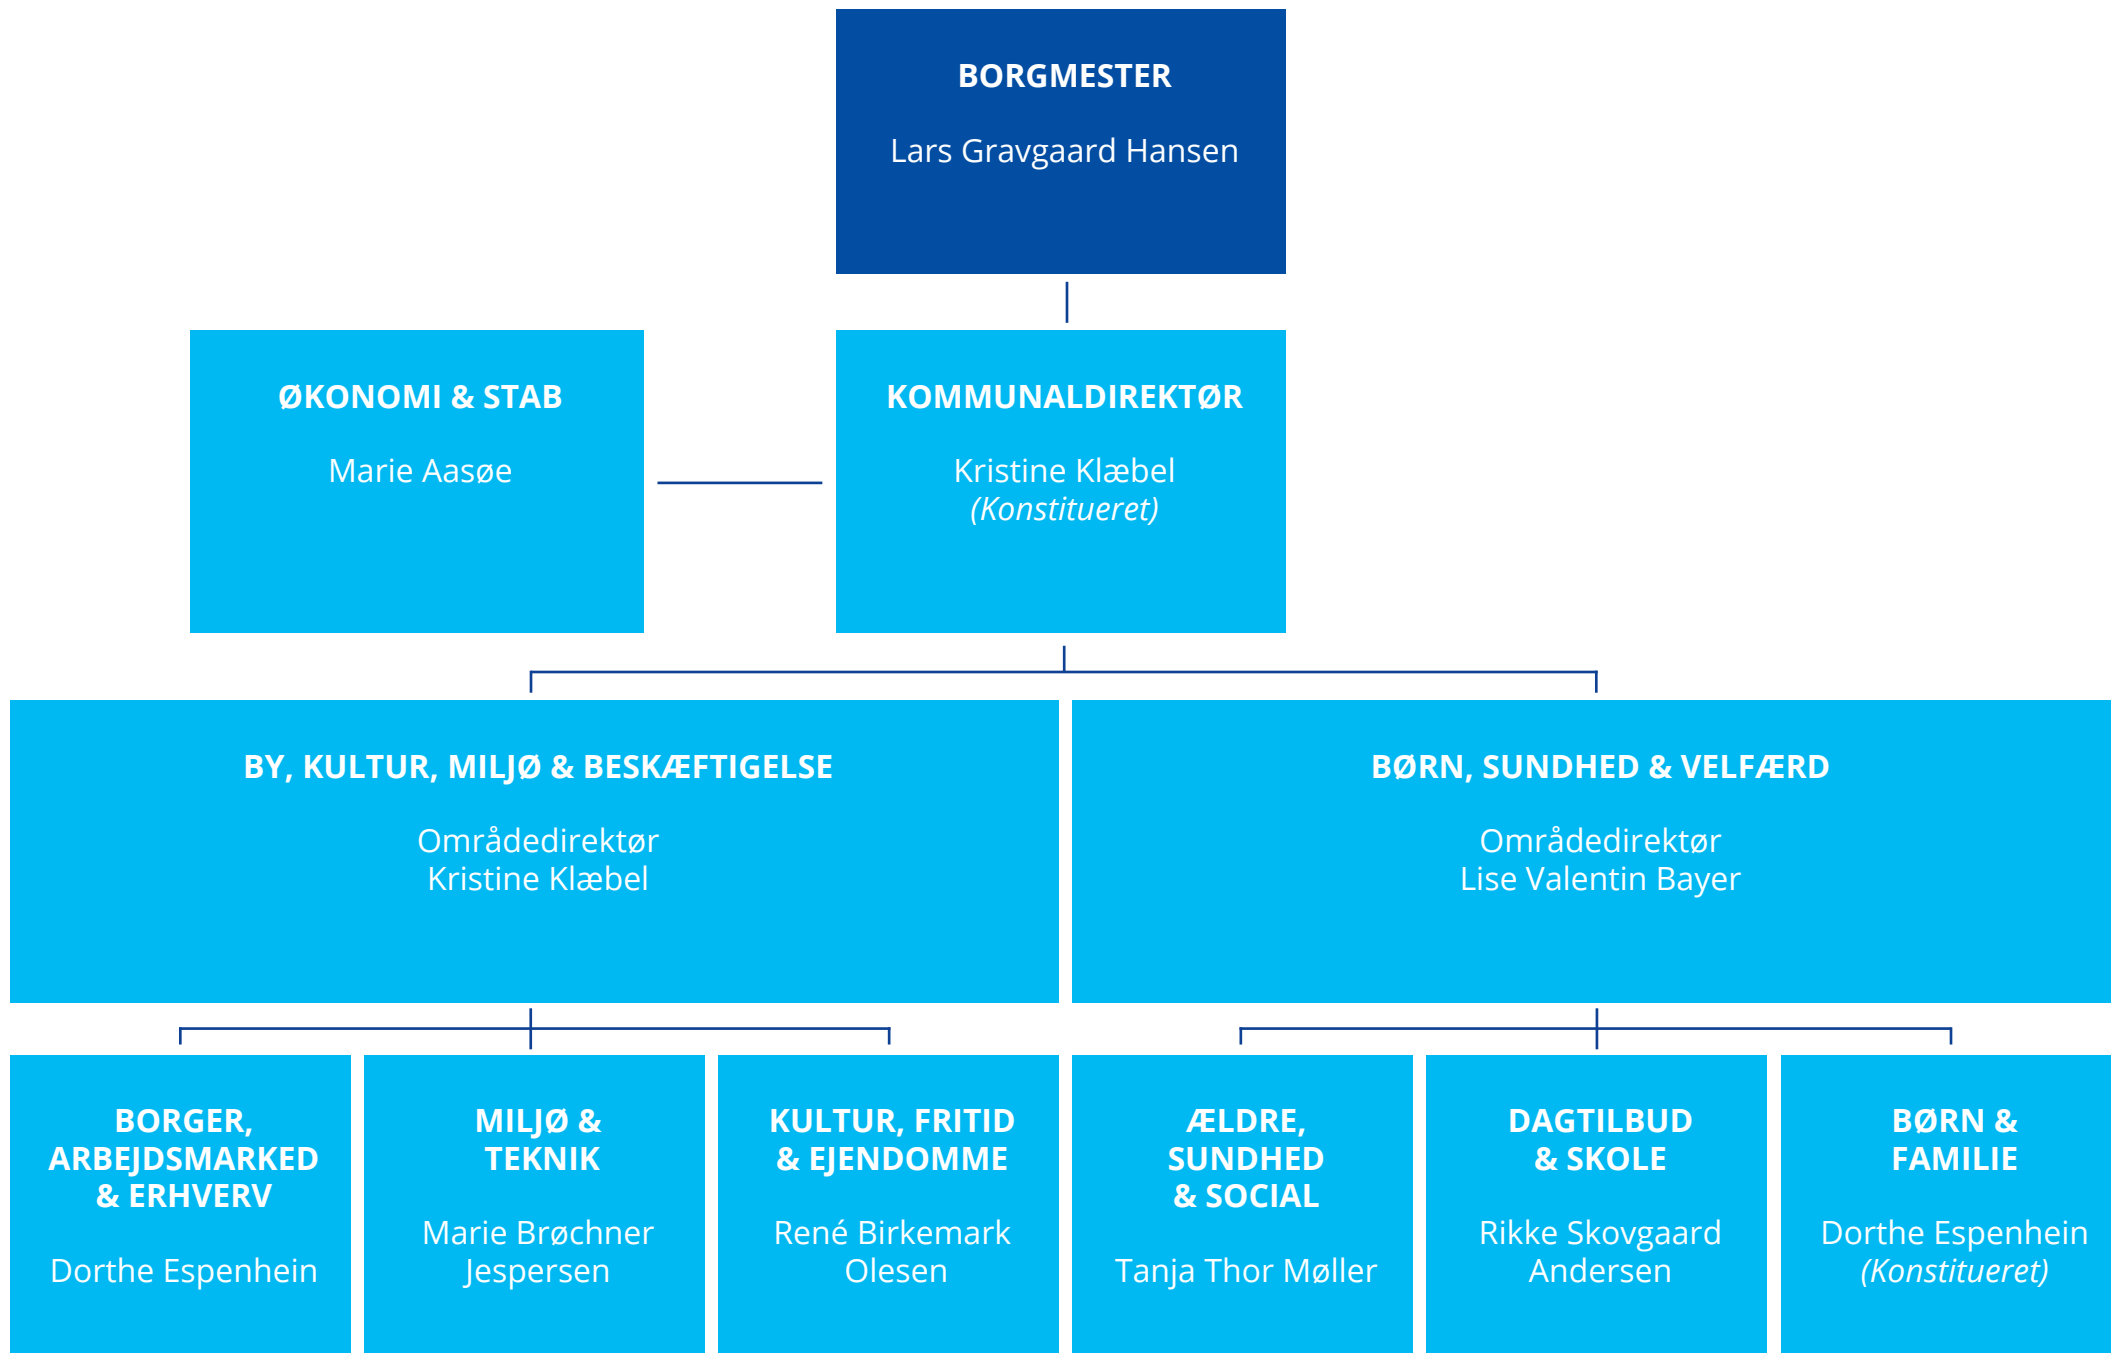 BORGMESTER
Lars Gravgaard Hansen
ØKONOMI & STAB
Marie Aasøe
KOMMUNALDIREKTØR
Kristine Klæbel
(Konstitueret)
BY, KULTUR, MILJØ & BESKÆFTIGELSE
Områdedirektør
Kristine Klæbel
BØRN, SUNDHED & VELFÆRD
Områdedirektør
Lise Valentin Bayer
BORGER,
ARBEJDSMARKED
& ERHVERV
Dorthe Espenhein
MILJØ &
TEKNIK
Marie Brøchner
Jespersen
KULTUR, FRITID
& EJENDOMME
René Birkemark
Olesen
ÆLDRE,
SUNDHED
& SOCIAL
Tanja Thor Møller
DAGTILBUD
& SKOLE
Rikke Skovgaard
Andersen
BØRN &
FAMILIE
Dorthe Espenhein
(Konstitueret)